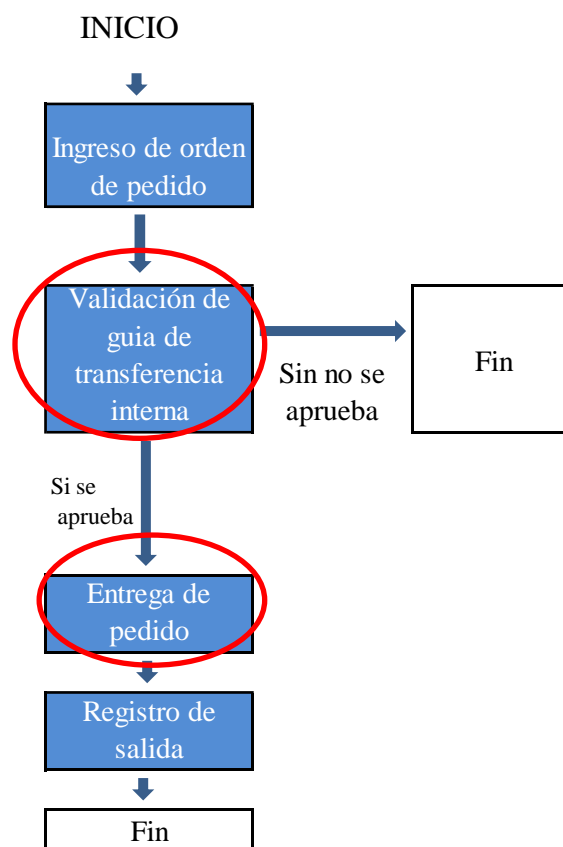 INICIO
Ingreso de orden
de pedido
Validación de
guia de
transferencia
interna
Sin no se
aprueba
Fin
Si se
aprueba
Entrega de
pedido
Registro de
salida
Fin